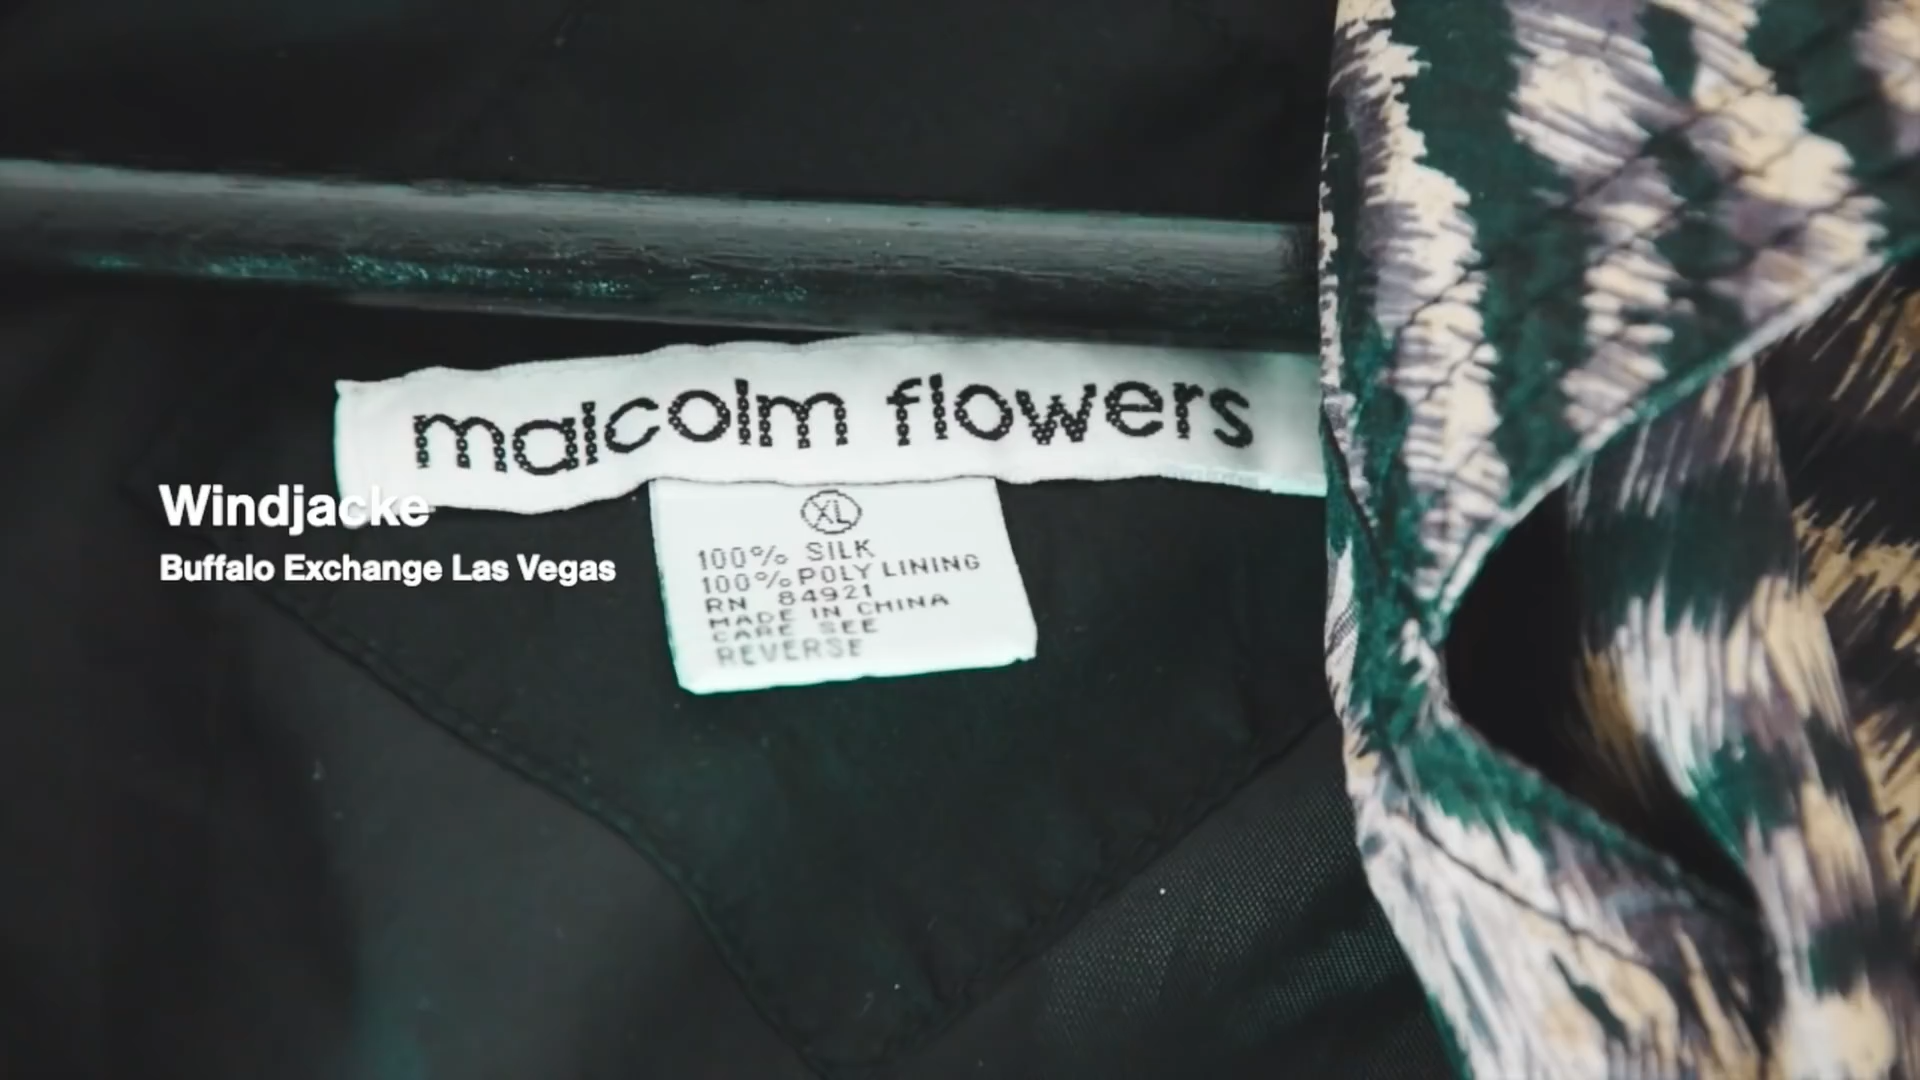 malcolm flowers
Windjacke
Buffalo Exchange Las Vegas
XL
100% SILK
100% POLY LINING
RN 84921
MADE IN CHINA
CARE SEE
REVERSE